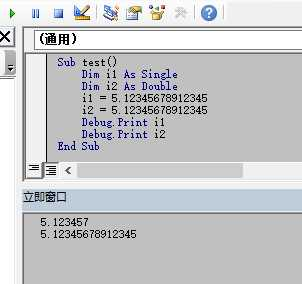 (通用)
Sub test()
Dim i1 As Single
Dim i2 As Double
i1 = 5.12345678912345
i2 = 5.12345678912345
Debug.Print i1
Debug.Print i2
End Sub
立即窗口
5.123457
5.12345678912345